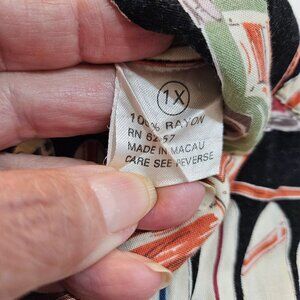 1X
100% RAYON
RN
MADE IN MACAU
CARE SEE REVERSE